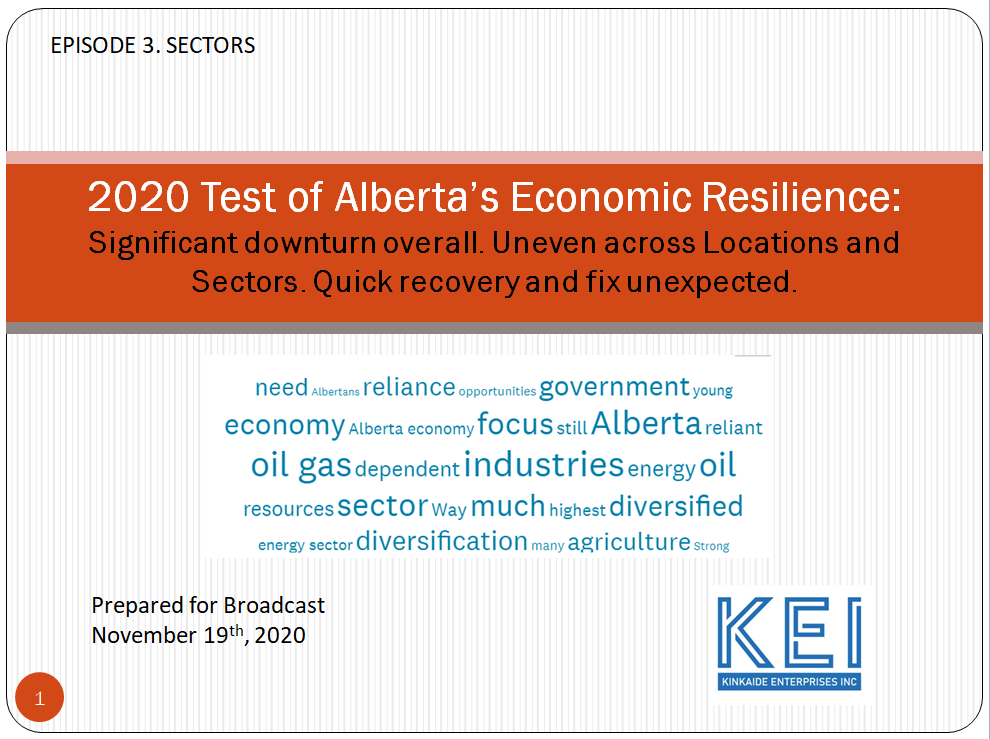 EPISODE 3. SECTORS
2020 Test of Alberta's Economic Resilience:
Significant downturn overall. Uneven across Locations and
Sectors. Quick recovery and fix unexpected.
need Albertans reliance opportunities government young
economy Alberta economy focus still Alberta reliant
oil gas dependent industries energy oil
resources sector Way much highest diversified
energy sector diversification many agriculture Strong
Prepared for Broadcast
November 19th, 2020
KEI
KINKAIDE ENTERPRISES INC
1